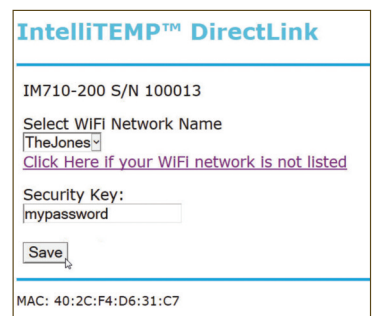 IntelliTEMP™ DirectLink
IM710-200 S/N 100013
Select WiFi Network Name
TheJones
Click Here if your WiFi network is not listed
Security Key:
mypassword
Save
MAC: 40:2C:F4:D6:31:C7